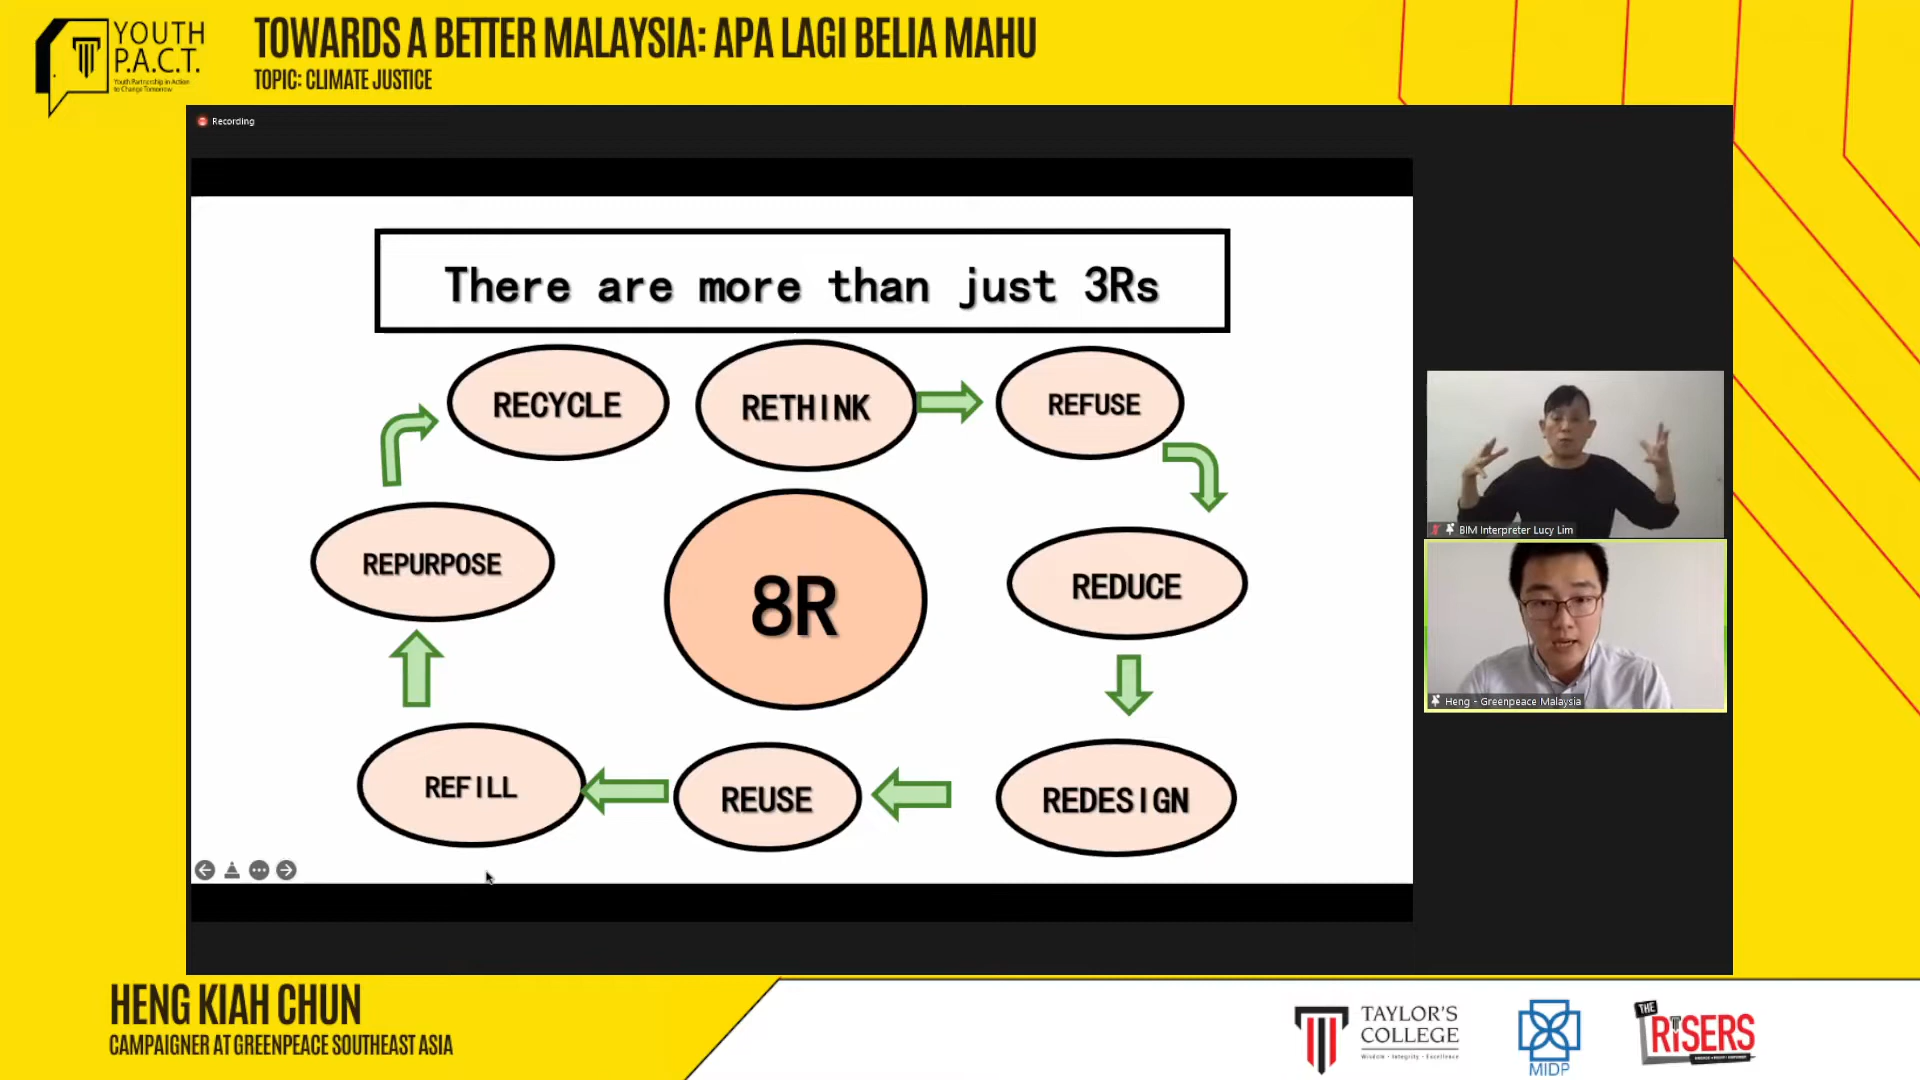 YOUTH
P.A.C.T.
Youth Partnership in Action
to Change Tomorrow
TOWARDS A BETTER MALAYSIA: APA LAGI BELIA MAHU
TOPIC: CLIMATE JUSTICE
Recording
There are more than just 3Rs
RECYCLE
RETHINK
REFUSE
REPURPOSE
8R
REDUCE
REFILL
REUSE
REDESIGN
BIM Interpreter Lucy Lim
Heng - Greenpeace Malaysia
HENG KIAH CHUN
CAMPAIGNER AT GREENPEACE SOUTHEAST ASIA
TAYLOR'S
COLLEGE
Wisdom · Integrity · Excellence
MIDP
THE
RISERS